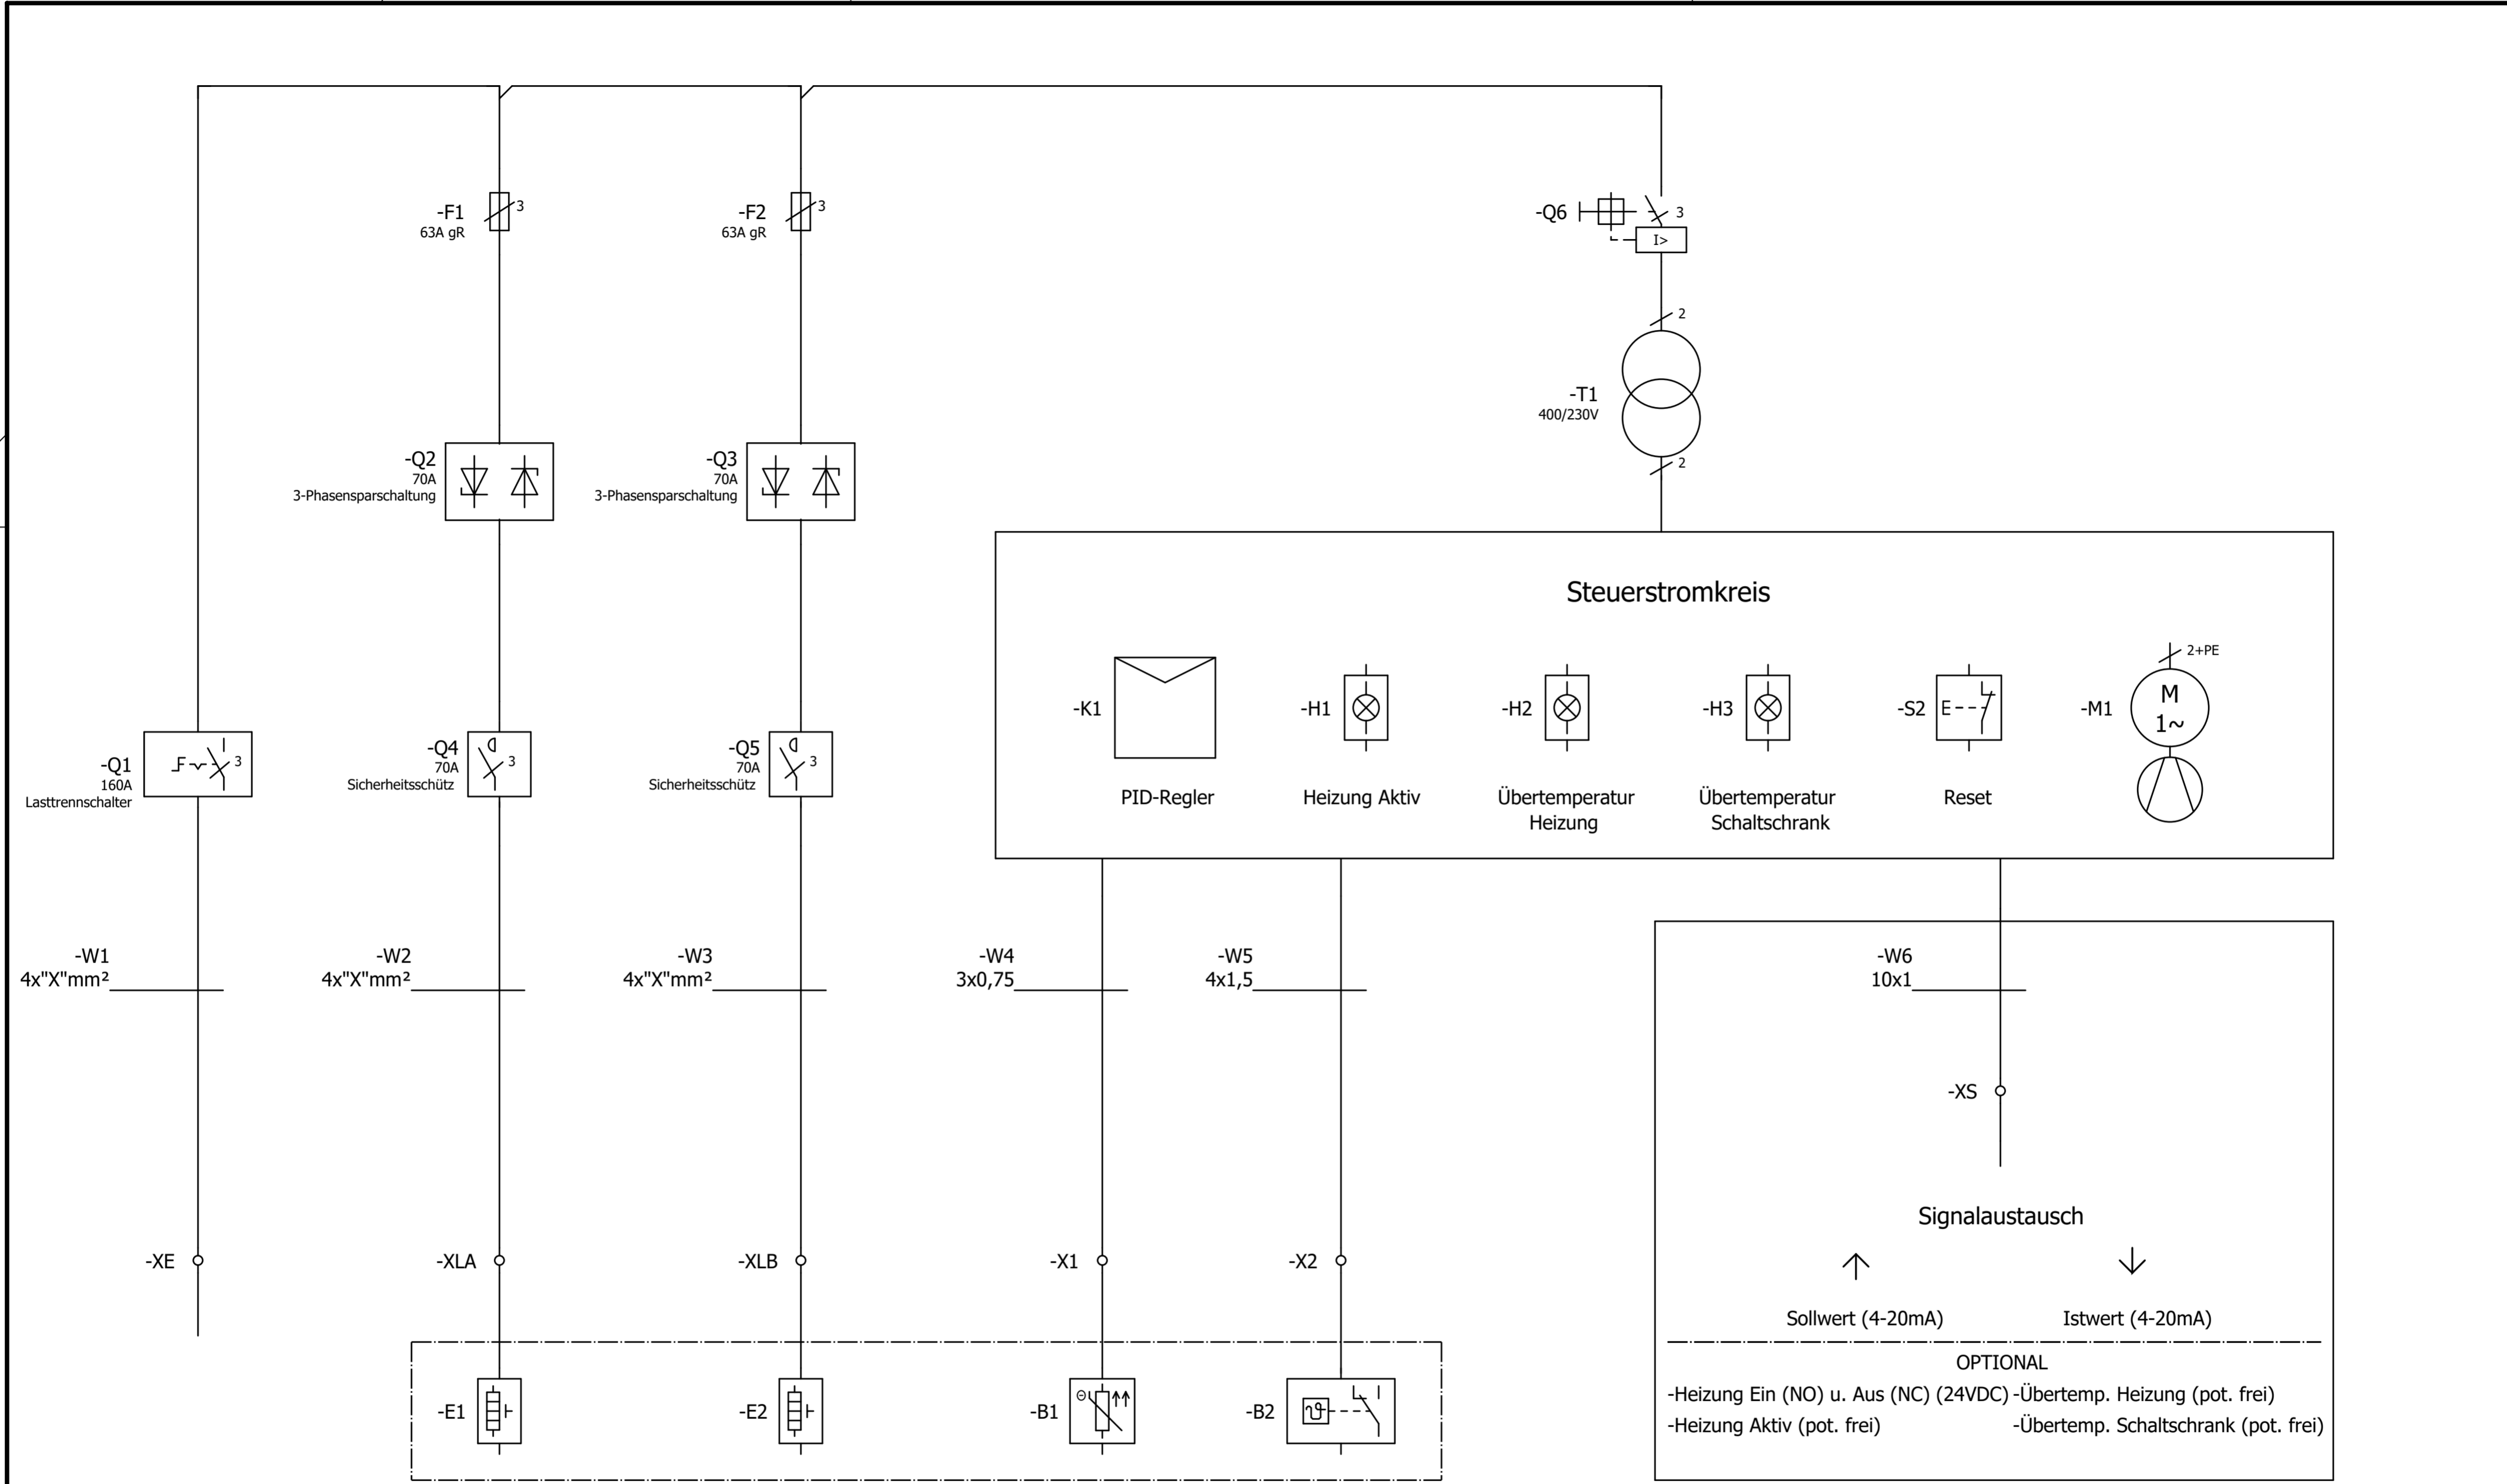 -F1
63A gR
3
-F2
63A gR
3
-Q6
3
I>
2
-T1
400/230V
2
-Q2
70A
3-Phasensparschaltung
-Q3
70A
3-Phasensparschaltung
Steuerstromkreis
-K1
PID-Regler
-H1
Heizung Aktiv
-H2
Übertemperatur
Heizung
-H3
Übertemperatur
Schaltschrank
-S2
E
Reset
-M1
2+PE
M
1~
-Q1
160A
Lasttrennschalter
3
-Q4
70A
Sicherheitsschütz
3
-Q5
70A
Sicherheitsschütz
3
-W1
4x"X"mm²
-W2
4x"X"mm²
-W3
4x"X"mm²
-W4
3x0,75
-W5
4x1,5
-W6
10x1
-XS
Signalaustausch
Sollwert (4-20mA)
Istwert (4-20mA)
OPTIONAL
-Heizung Ein (NO) u. Aus (NC) (24VDC)
-Übertemp. Heizung (pot. frei)
-Heizung Aktiv (pot. frei)
-Übertemp. Schaltschrank (pot. frei)
-XE
-XLA
-XLB
-X1
-X2
-E1
-E2
-B1
Θ
-B2
ϑ